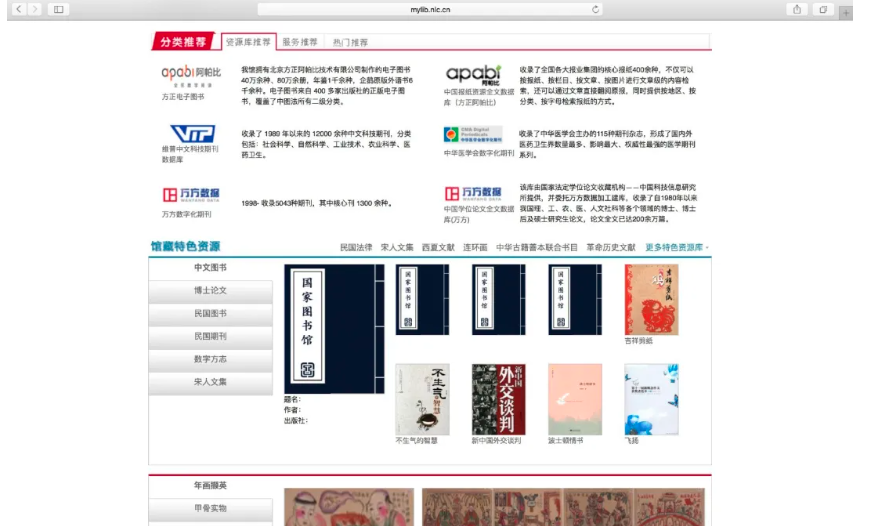 mylib.nlc.cn
分类推荐
资源库推荐
服务推荐
热门推荐
apabi 阿帕比
方正电子图书
我馆拥有北京方正阿帕比技术有限公司制作的电子图书
40万余种、80万余册，年鉴1千余种，企鹅原版外语书8
千余种。电子图书来自 400 多家出版社的正版电子图
书，覆盖了中图法所有二级分类。
apabi
中国报纸资源全文数据
库（方正阿帕比）
收录了全国各大报业集团的核心报纸400余种，不仅可以
按报纸、按栏目、按文章、按图片进行文章级的内容检
索，还可以通过文章直接翻阅原报，同时提供按地区、按
分类、按字母检索报纸的方式。
VIP
维普中文科技期刊
数据库
收录了 1989 年以来的 12000 余种中文科技期刊，分类
包括：社会科学、自然科学、工业技术、农业科学、医
药卫生。
CMA Digital
Periodicals
中华医学会数字化期刊
收录了中华医学会主办的115种期刊杂志，形成了国内外
医药卫生界数量最多、影响最大、权威性最强的医学期刊
系列。
万方数据
WANFANG DATA
万方数字化期刊
1998- 收录5043种期刊，其中核心刊 1300 余种。
万方数据
WANFANG DATA
中国学位论文全文数据
库(万方)
该库由国家法定学位论文收藏机构——中国科技信息研究
所提供，并委托万方数据加工建库，收录了自1980年以来
我国理、工、农、医、人文社科等各个领域的博士、博士
后及硕士研究生论文，论文全文已达200余万篇。
馆藏特色资源
民国法律 宋人文集 西夏文献 连环画 中华古籍善本联合书目 革命历史文献 更多特色资源库
中文图书
博士论文
民国图书
民国期刊
数字方志
宋人文集
国家图书馆
题名：
作者：
出版社：
国家图书馆
国家图书馆
国家图书馆
吉祥剪纸
吉祥剪纸
不生气的智慧
不生气的智慧
新中国外交谈判
新中国外交谈判
波士顿情书
飞扬
年画撷英
甲骨实物